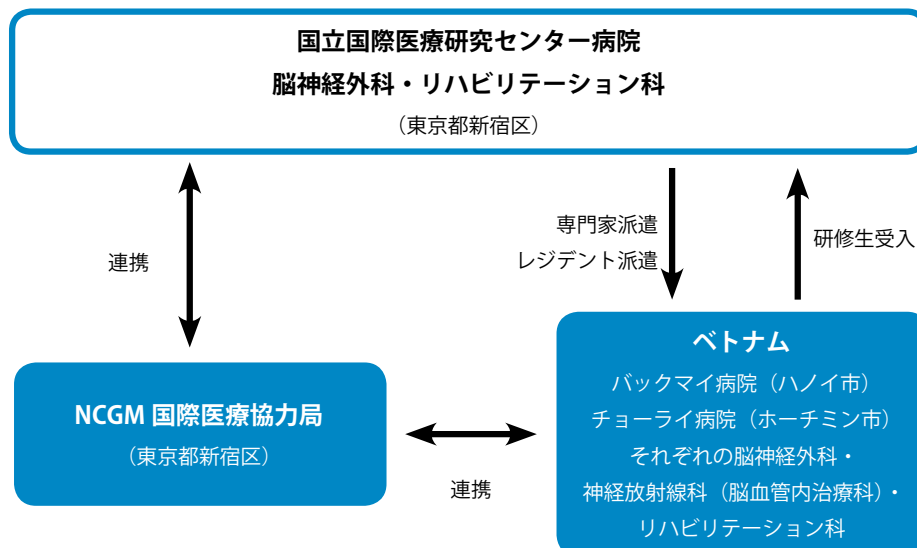 国立国際医療研究センター病院
脳神経外科・リハビリテーション科
（東京都新宿区）
連携
専門家派遣
レジデント派遣
研修生受入
NCGM 国際医療協力局
（東京都新宿区）
連携
ベトナム
バックマイ病院（ハノイ市）
チョーライ病院（ホーチミン市）
それぞれの脳神経外科・
神経放射線科（脳血管内治療科）・
リハビリテーション科